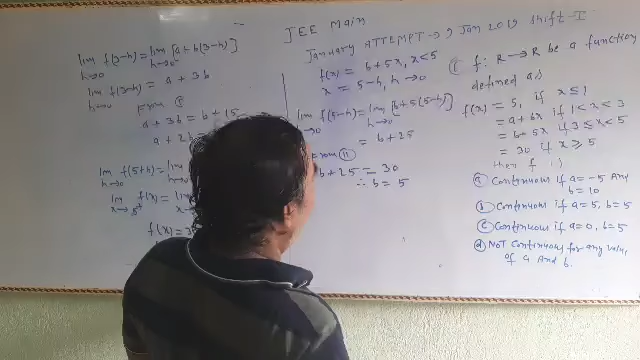 JEE Main
January ATTEMPT → 9 Jan 2019 Shift-I
① f: R → R be a function
defined as
f(x) = 5, if x ≤ 1
= a + bx if 1 < x < 3
= b + 5x if 3 ≤ x < 5
= 30 if x ≥ 5
then f is
ⓐ Continuous if a = -5 And
b = 10
ⓑ Continuous if a = 5, b = 5
ⓒ Continuous if a = 0, b = 5
ⓓ NOT Continuous for any value
of a And b.
f(x) = b + 5x, x < 5
x = 5 - h, h → 0
lim f(5-h) = lim [b + 5(5-h)]
h→0 h→0
= b + 25
From ⑪
b + 25 = 30
∴ b = 5
lim f(3-h) = lim [a + b(3-h)]
h→0 h→0
lim f(3-h) = a + 3b
h→0
From
a + 3b = b + 15
a + 2b
lim f(5+h) = lim
h→0
lim f(x) = lim
x→5⁺
f(x) =